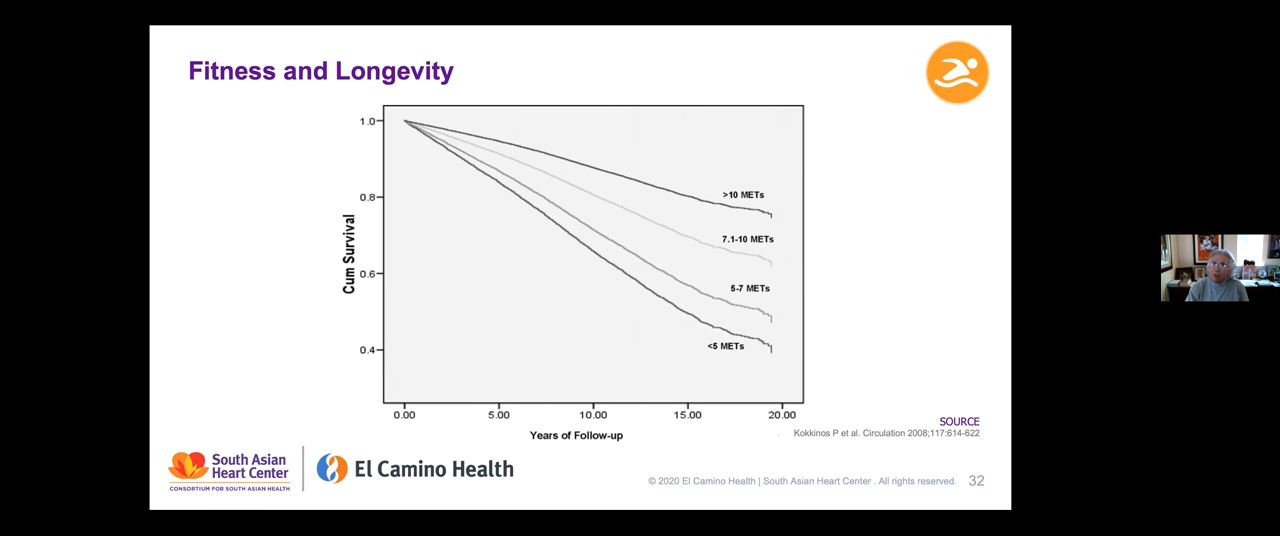 Fitness and Longevity
1.0
0.8
0.6
0.4
Cum Survival
>10 METs
7.1-10 METs
5-7 METs
<5 METs
0.00 5.00 10.00 15.00 20.00
Years of Follow-up
SOURCE
Kokkinos P et al. Circulation 2008;117:614-622
South Asian
Heart Center
CONSORTIUM FOR SOUTH ASIAN HEALTH
El Camino Health
© 2020 El Camino Health | South Asian Heart Center . All rights reserved. 32